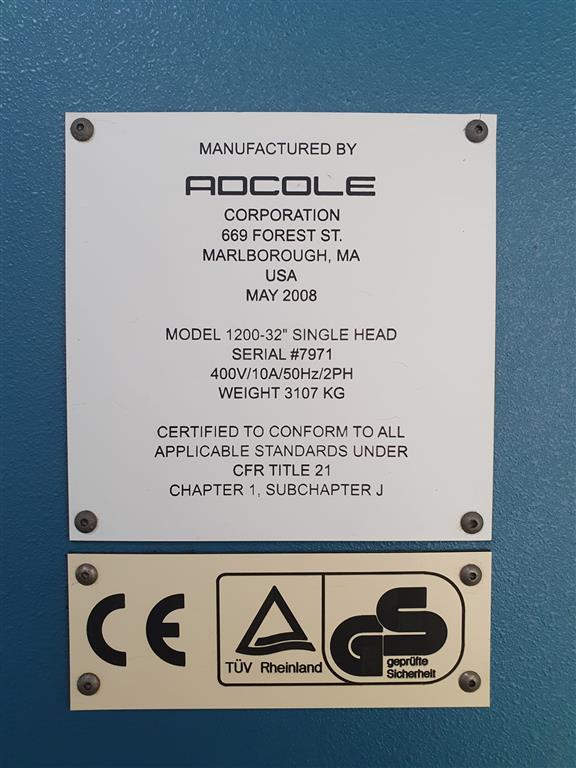 MANUFACTURED BY
ADCOLE
CORPORATION
669 FOREST ST.
MARLBOROUGH, MA
USA
MAY 2008
MODEL 1200-32" SINGLE HEAD
SERIAL #7971
400V/10A/50Hz/2PH
WEIGHT 3107 KG
CERTIFIED TO CONFORM TO ALL
APPLICABLE STANDARDS UNDER
CFR TITLE 21
CHAPTER 1, SUBCHAPTER J
CE
TÜV Rheinland
GS
geprüfte
Sicherheit